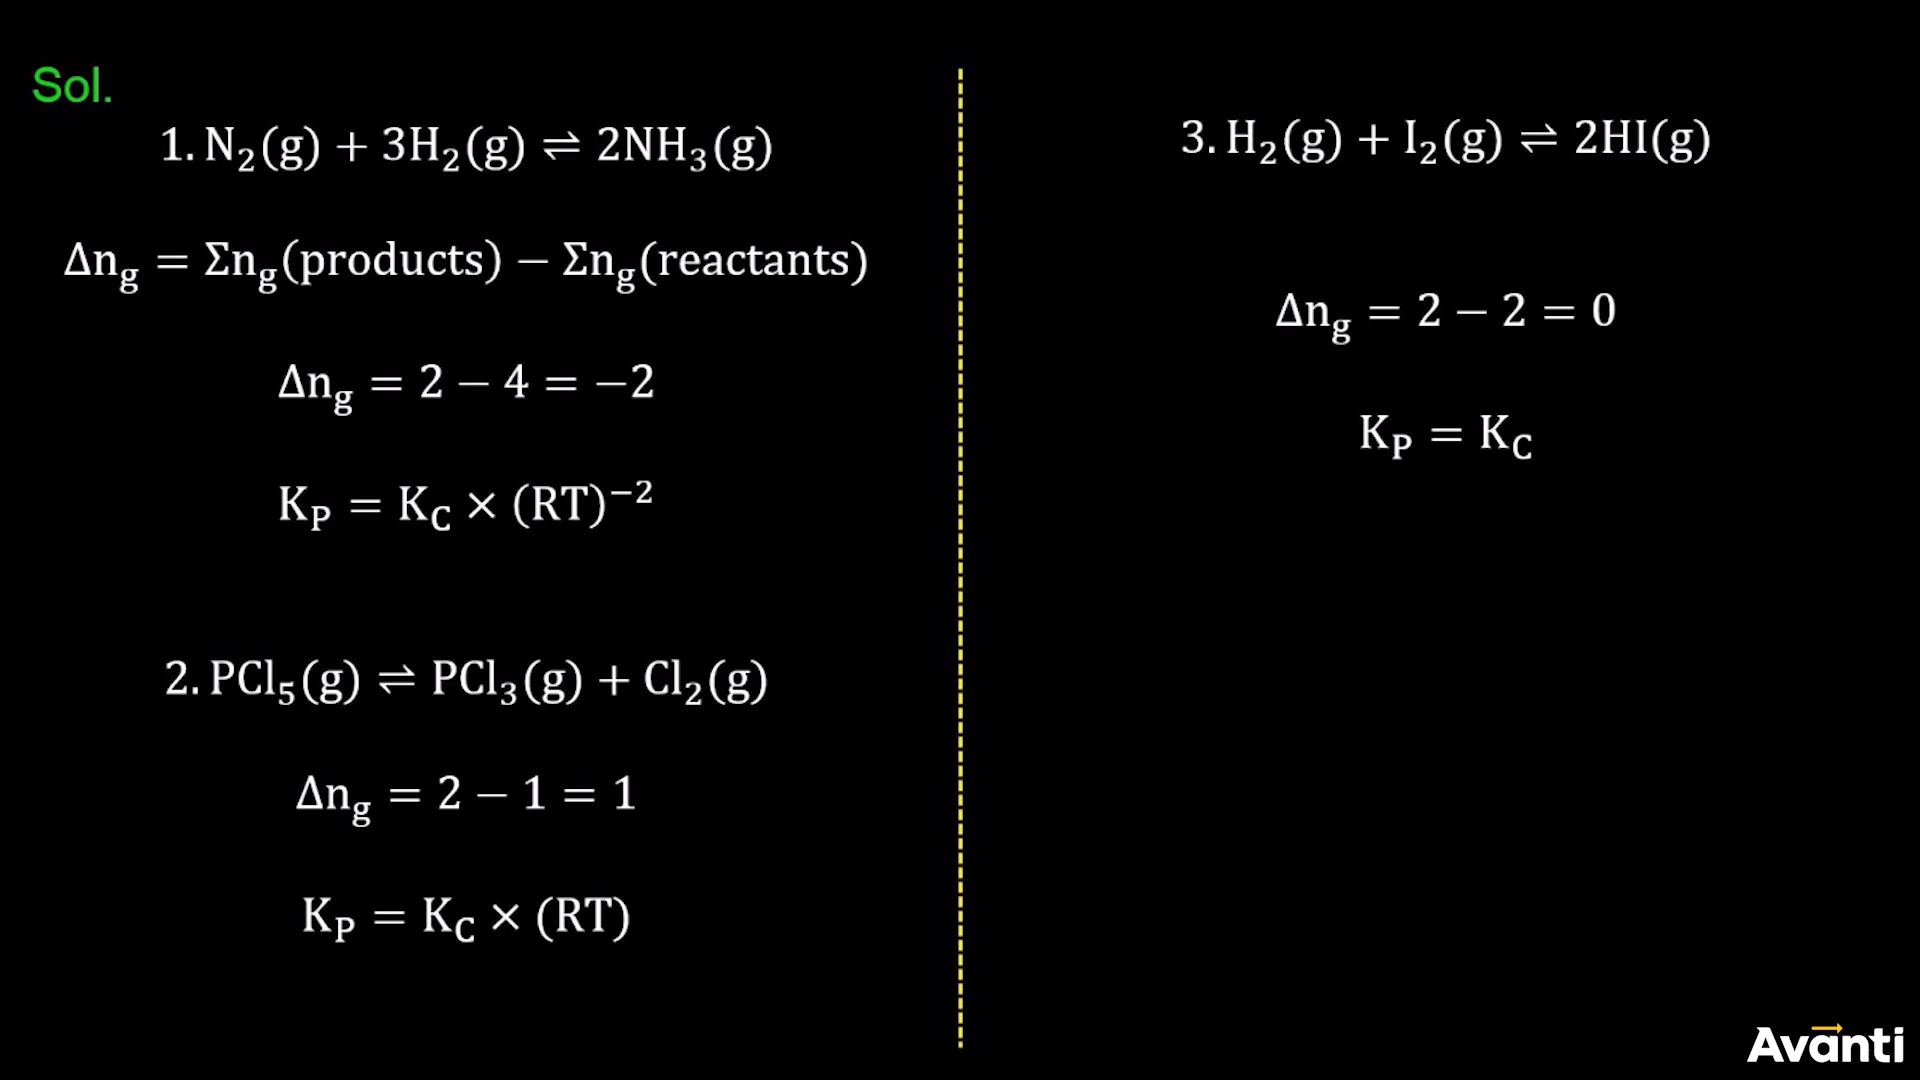 Sol.
1. N₂(g) + 3H₂(g) ⇌ 2NH₃(g)
Δn_g = Σn_g(products) − Σn_g(reactants)
Δn_g = 2 − 4 = −2
K_P = K_C × (RT)⁻²
2. PCl₅(g) ⇌ PCl₃(g) + Cl₂(g)
Δn_g = 2 − 1 = 1
K_P = K_C × (RT)
3. H₂(g) + I₂(g) ⇌ 2HI(g)
Δn_g = 2 − 2 = 0
K_P = K_C
Avanti